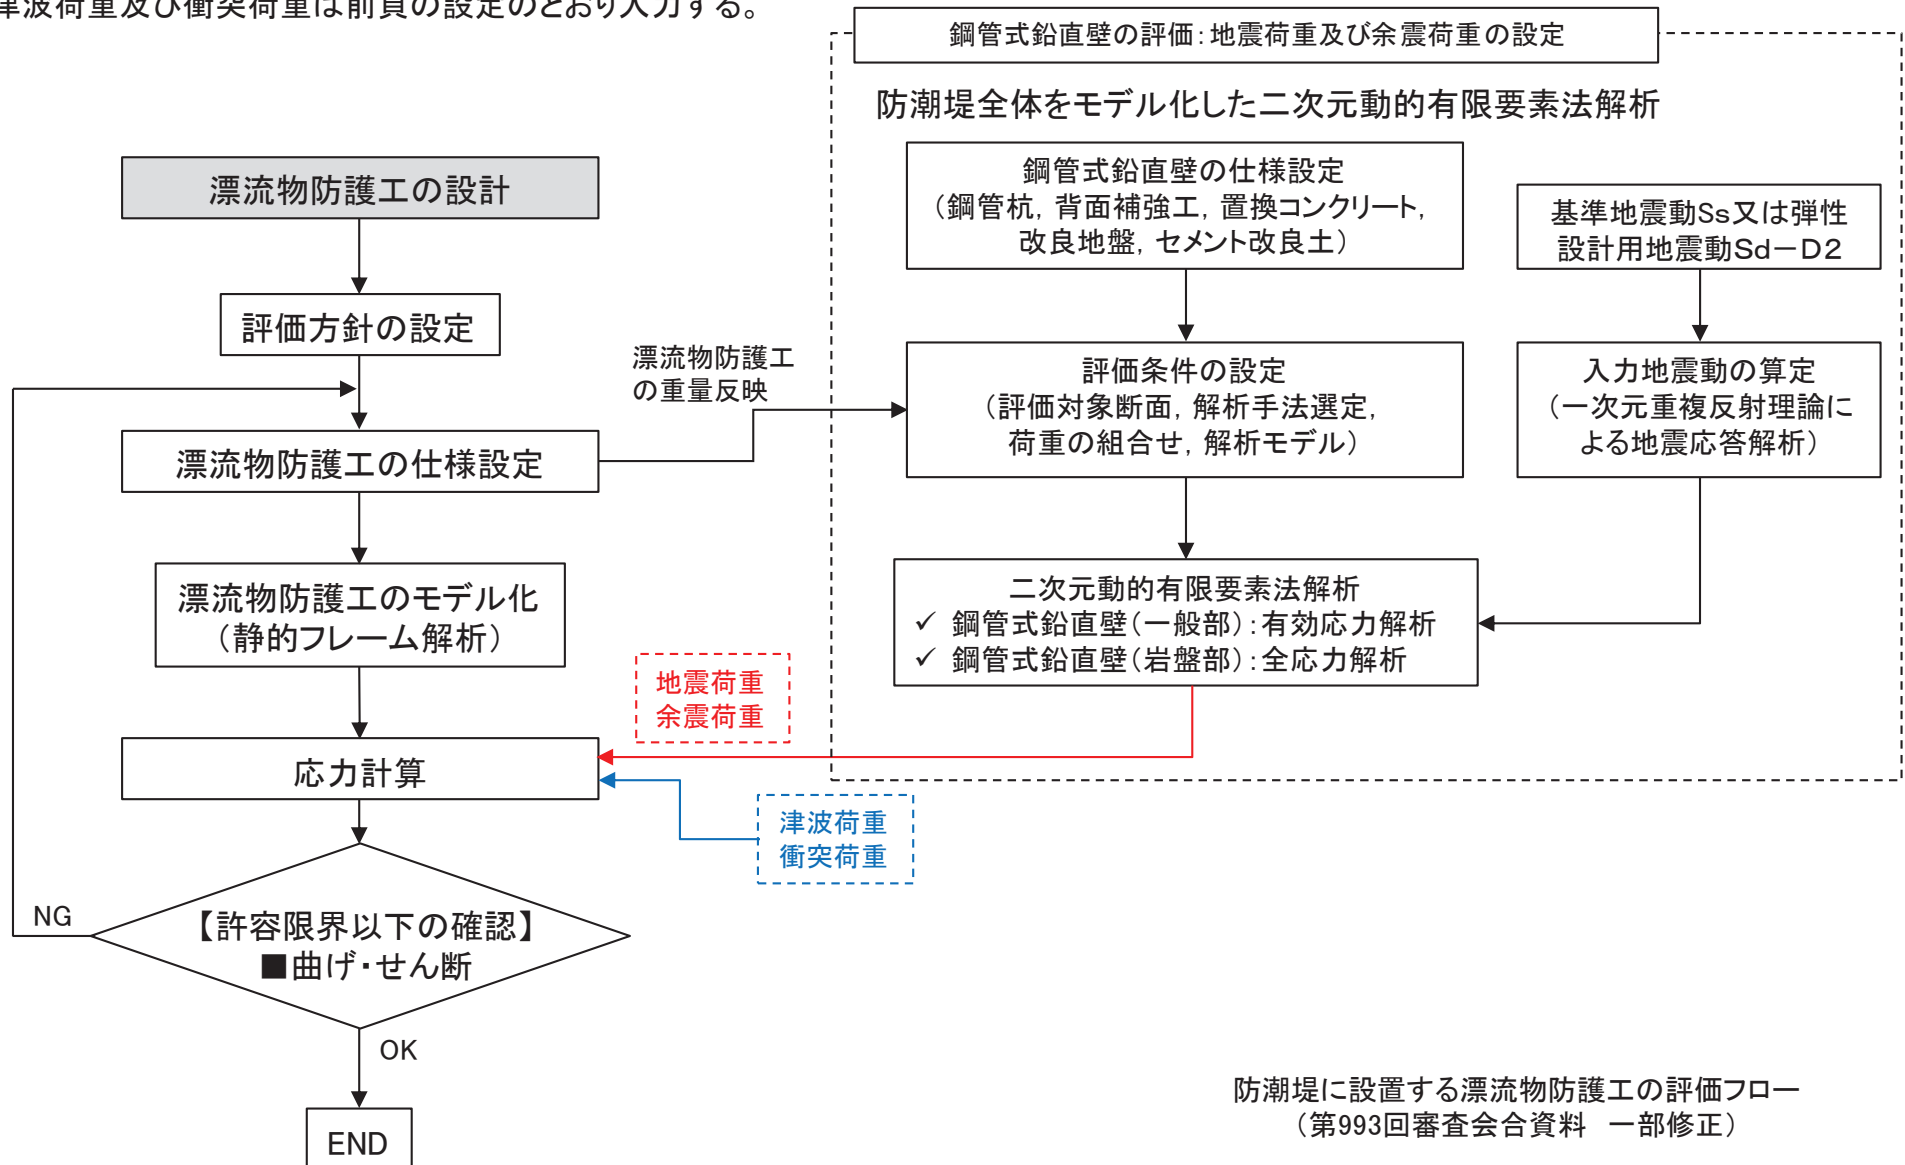 津波荷重及び衝突荷重は前頁の設定のとおり入力する。
鋼管式鉛直壁の評価：地震荷重及び余震荷重の設定
防潮堤全体をモデル化した二次元動的有限要素法解析
漂流物防護工の設計
評価方針の設定
漂流物防護工の仕様設定
漂流物防護工
の重量反映
漂流物防護工のモデル化
（静的フレーム解析）
応力計算
【許容限界以下の確認】
■曲げ・せん断
NG
OK
END
鋼管式鉛直壁の仕様設定
（鋼管杭，背面補強工，置換コンクリート，
改良地盤，セメント改良土）
基準地震動Ss又は弾性
設計用地震動Sd－D2
評価条件の設定
（評価対象断面，解析手法選定，
荷重の組合せ，解析モデル）
入力地震動の算定
（一次元重複反射理論に
よる地震応答解析）
二次元動的有限要素法解析
✓ 鋼管式鉛直壁（一般部）：有効応力解析
✓ 鋼管式鉛直壁（岩盤部）：全応力解析
地震荷重
余震荷重
津波荷重
衝突荷重
防潮堤に設置する漂流物防護工の評価フロー
（第993回審査会合資料　一部修正）